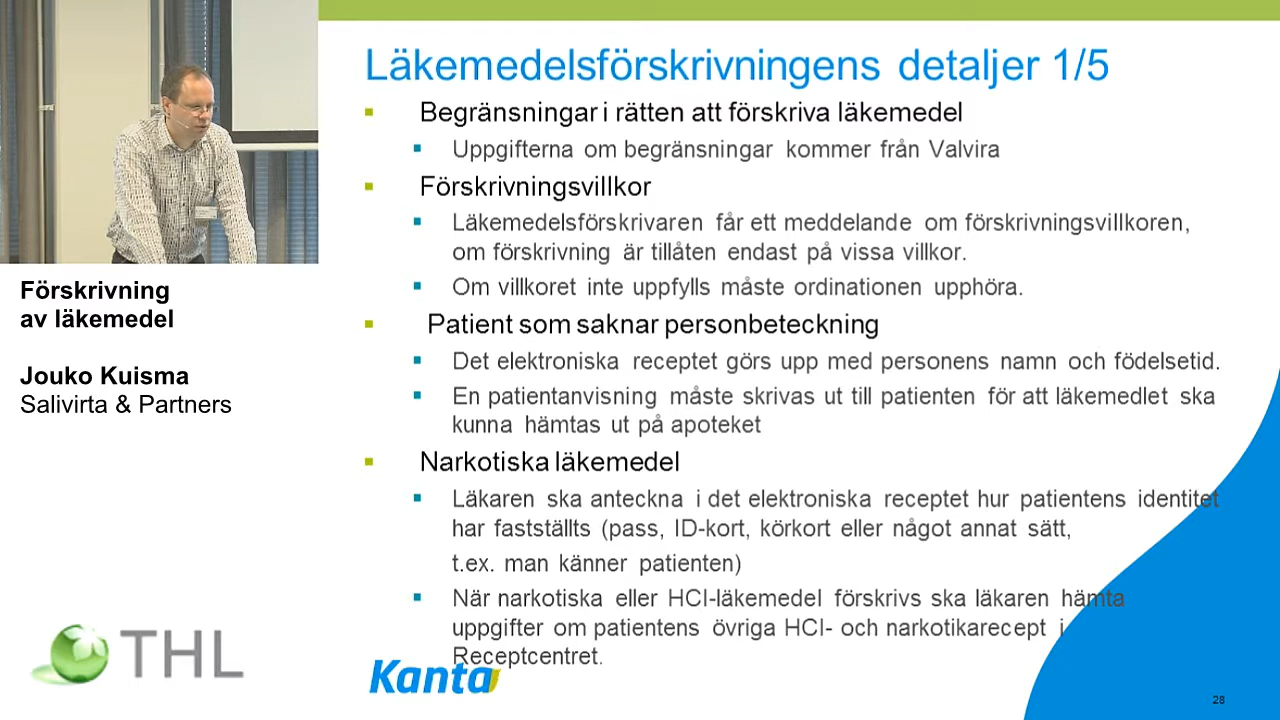 Läkemedelsförskrivningens detaljer 1/5
Begränsningar i rätten att förskriva läkemedel
Uppgifterna om begränsningar kommer från Valvira
Förskrivningsvillkor
Läkemedelsförskrivaren får ett meddelande om förskrivningsvillkoren,
om förskrivning är tillåten endast på vissa villkor.
Om villkoret inte uppfylls måste ordinationen upphöra.
Patient som saknar personbeteckning
Det elektroniska receptet görs upp med personens namn och födelsetid.
En patientanvisning måste skrivas ut till patienten för att läkemedlet ska
kunna hämtas ut på apoteket
Narkotiska läkemedel
Läkaren ska anteckna i det elektroniska receptet hur patientens identitet
har fastställts (pass, ID-kort, körkort eller något annat sätt,
t.ex. man känner patienten)
När narkotiska eller HCI-läkemedel förskrivs ska läkaren hämta
uppgifter om patientens övriga HCI- och narkotikarecept i
Receptcentret.
Förskrivning
av läkemedel
Jouko Kuisma
Salivirta & Partners
THL
Kanta
28